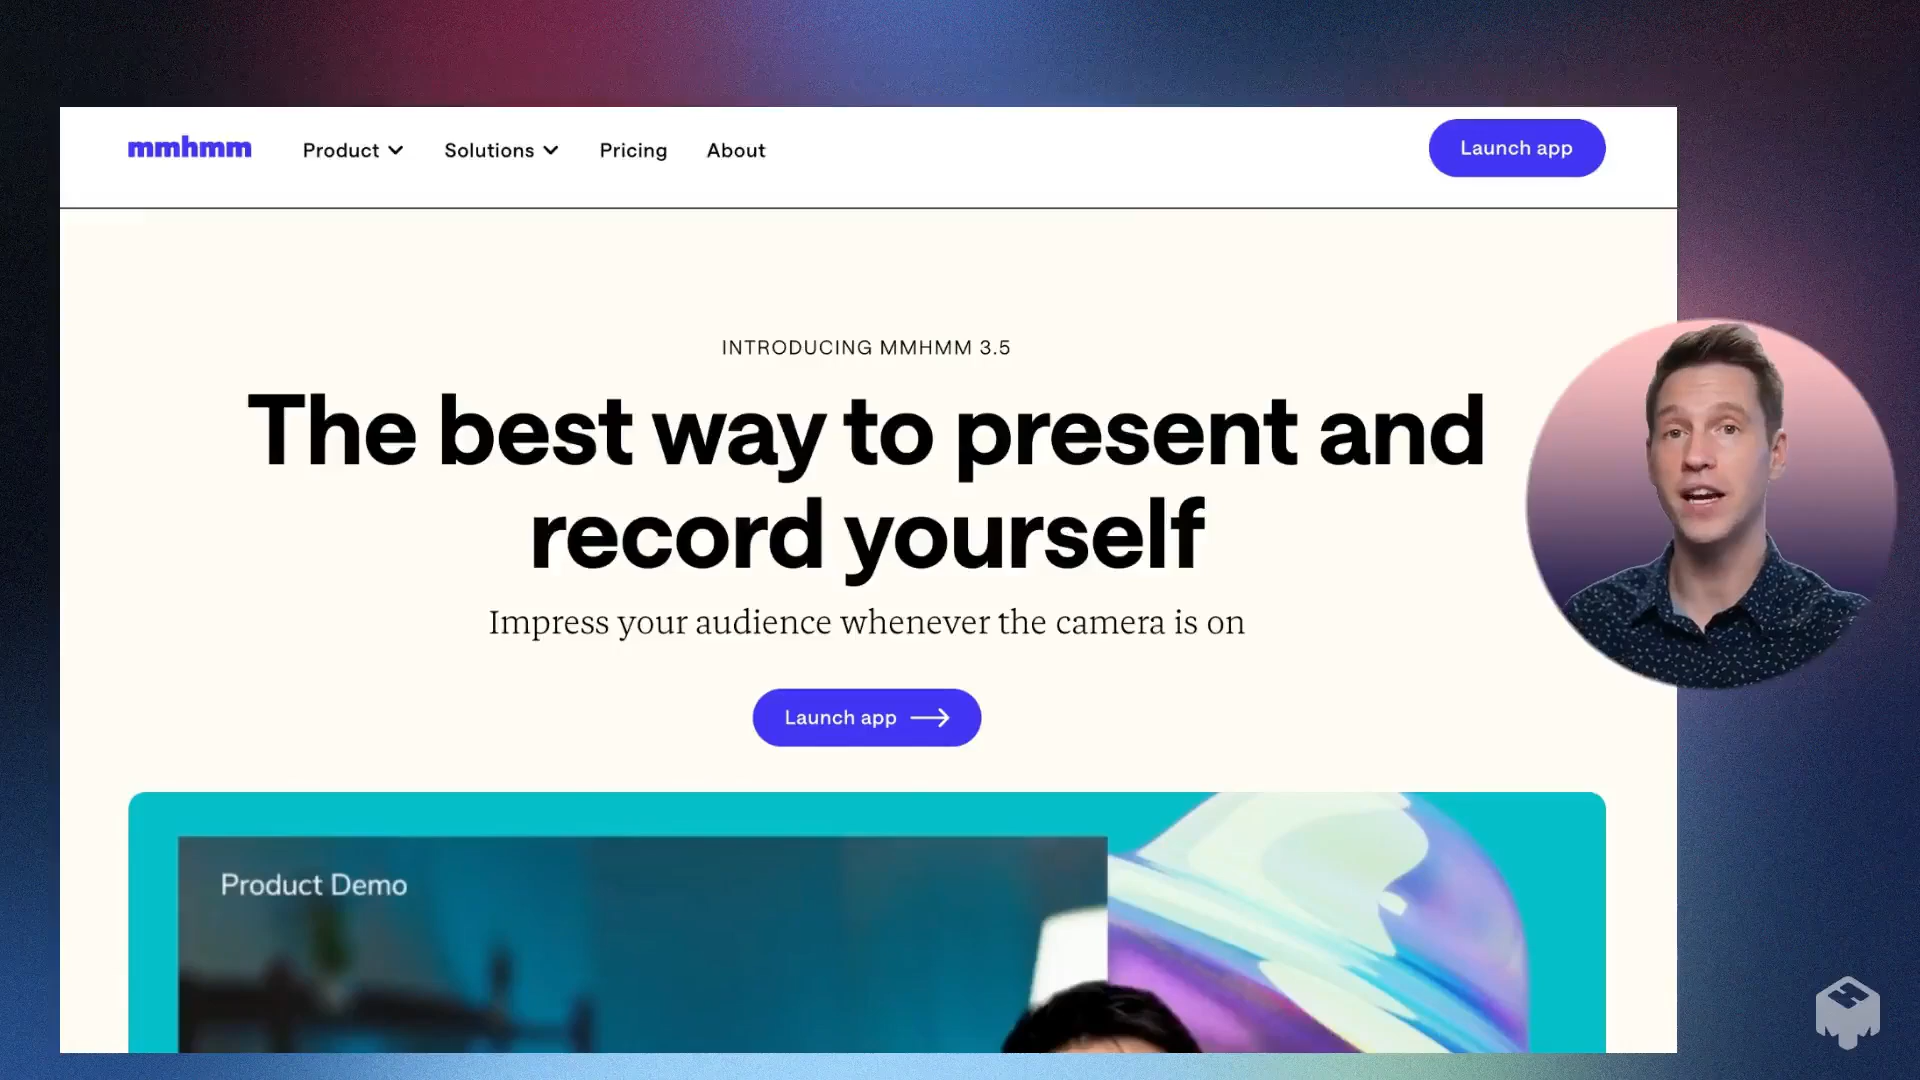 mmhmm
Product
Solutions
Pricing
About
Launch app
INTRODUCING MMHMM 3.5
The best way to present and
record yourself
Impress your audience whenever the camera is on
Launch app
Product Demo